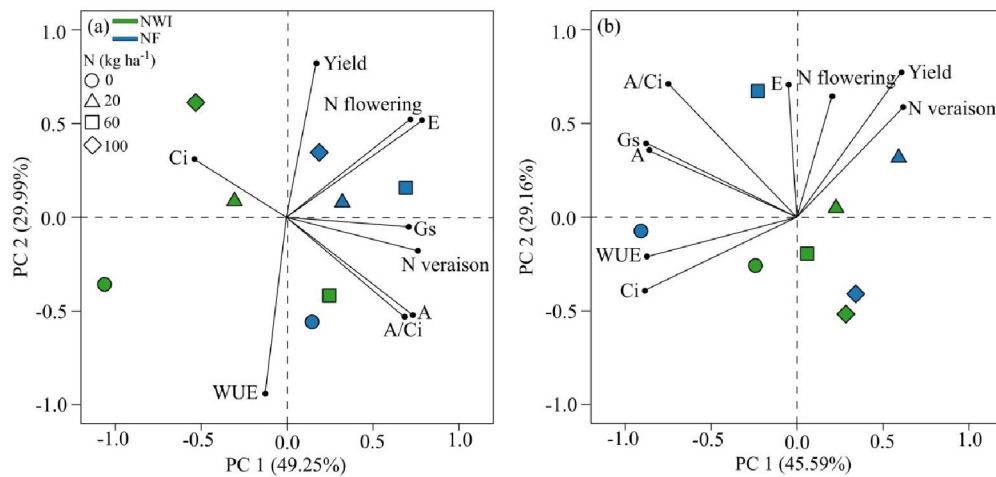 (a)
NWI
NF
N (kg ha⁻¹)
0
20
60
100
Yield
N flowering
E
Ci
Gs
N veraison
A
A/Ci
WUE
1.0
0.5
0.0
-0.5
-1.0
PC 2 (29.99%)
-1.0
-0.5
0.0
0.5
1.0
PC 1 (49.25%)
(b)
A/Ci
E
N flowering
Yield
N veraison
Gs
A
WUE
Ci
1.0
0.5
0.0
-0.5
-1.0
PC 2 (29.16%)
-1.0
-0.5
0.0
0.5
1.0
PC 1 (45.59%)